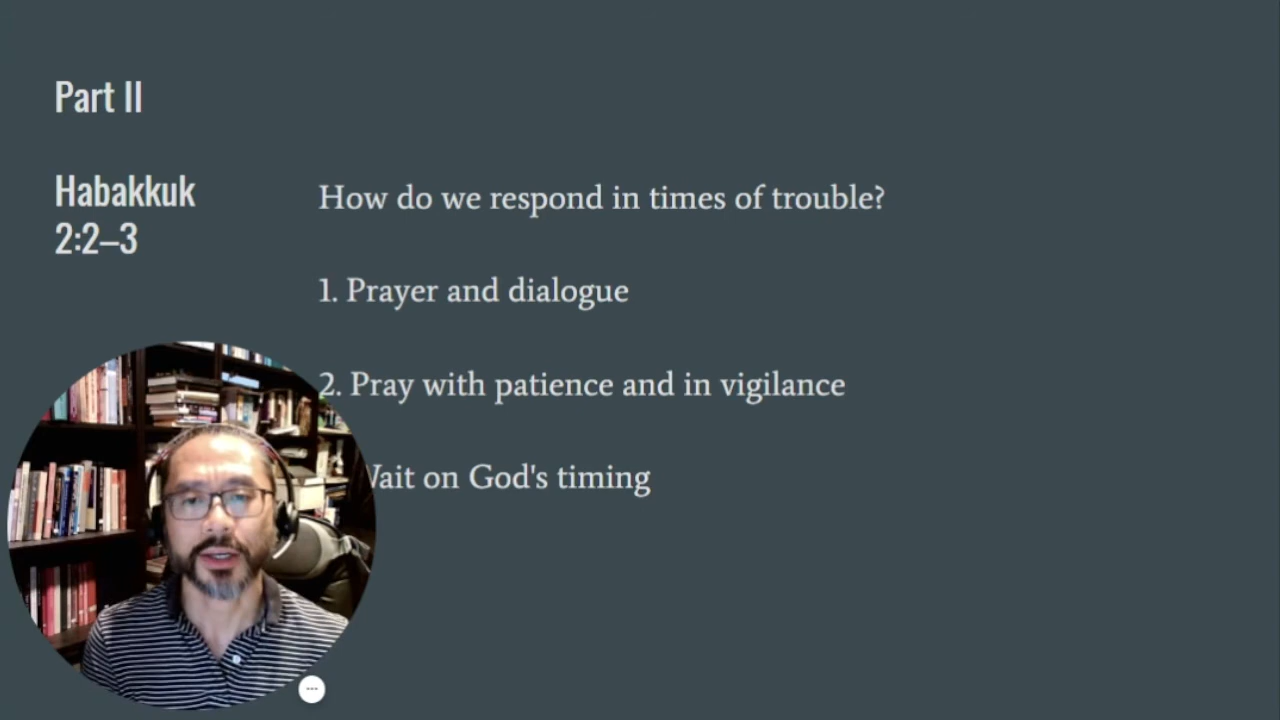 Part II
Habakkuk
2:2–3
How do we respond in times of trouble?
1. Prayer and dialogue
2. Pray with patience and in vigilance
on God's timing